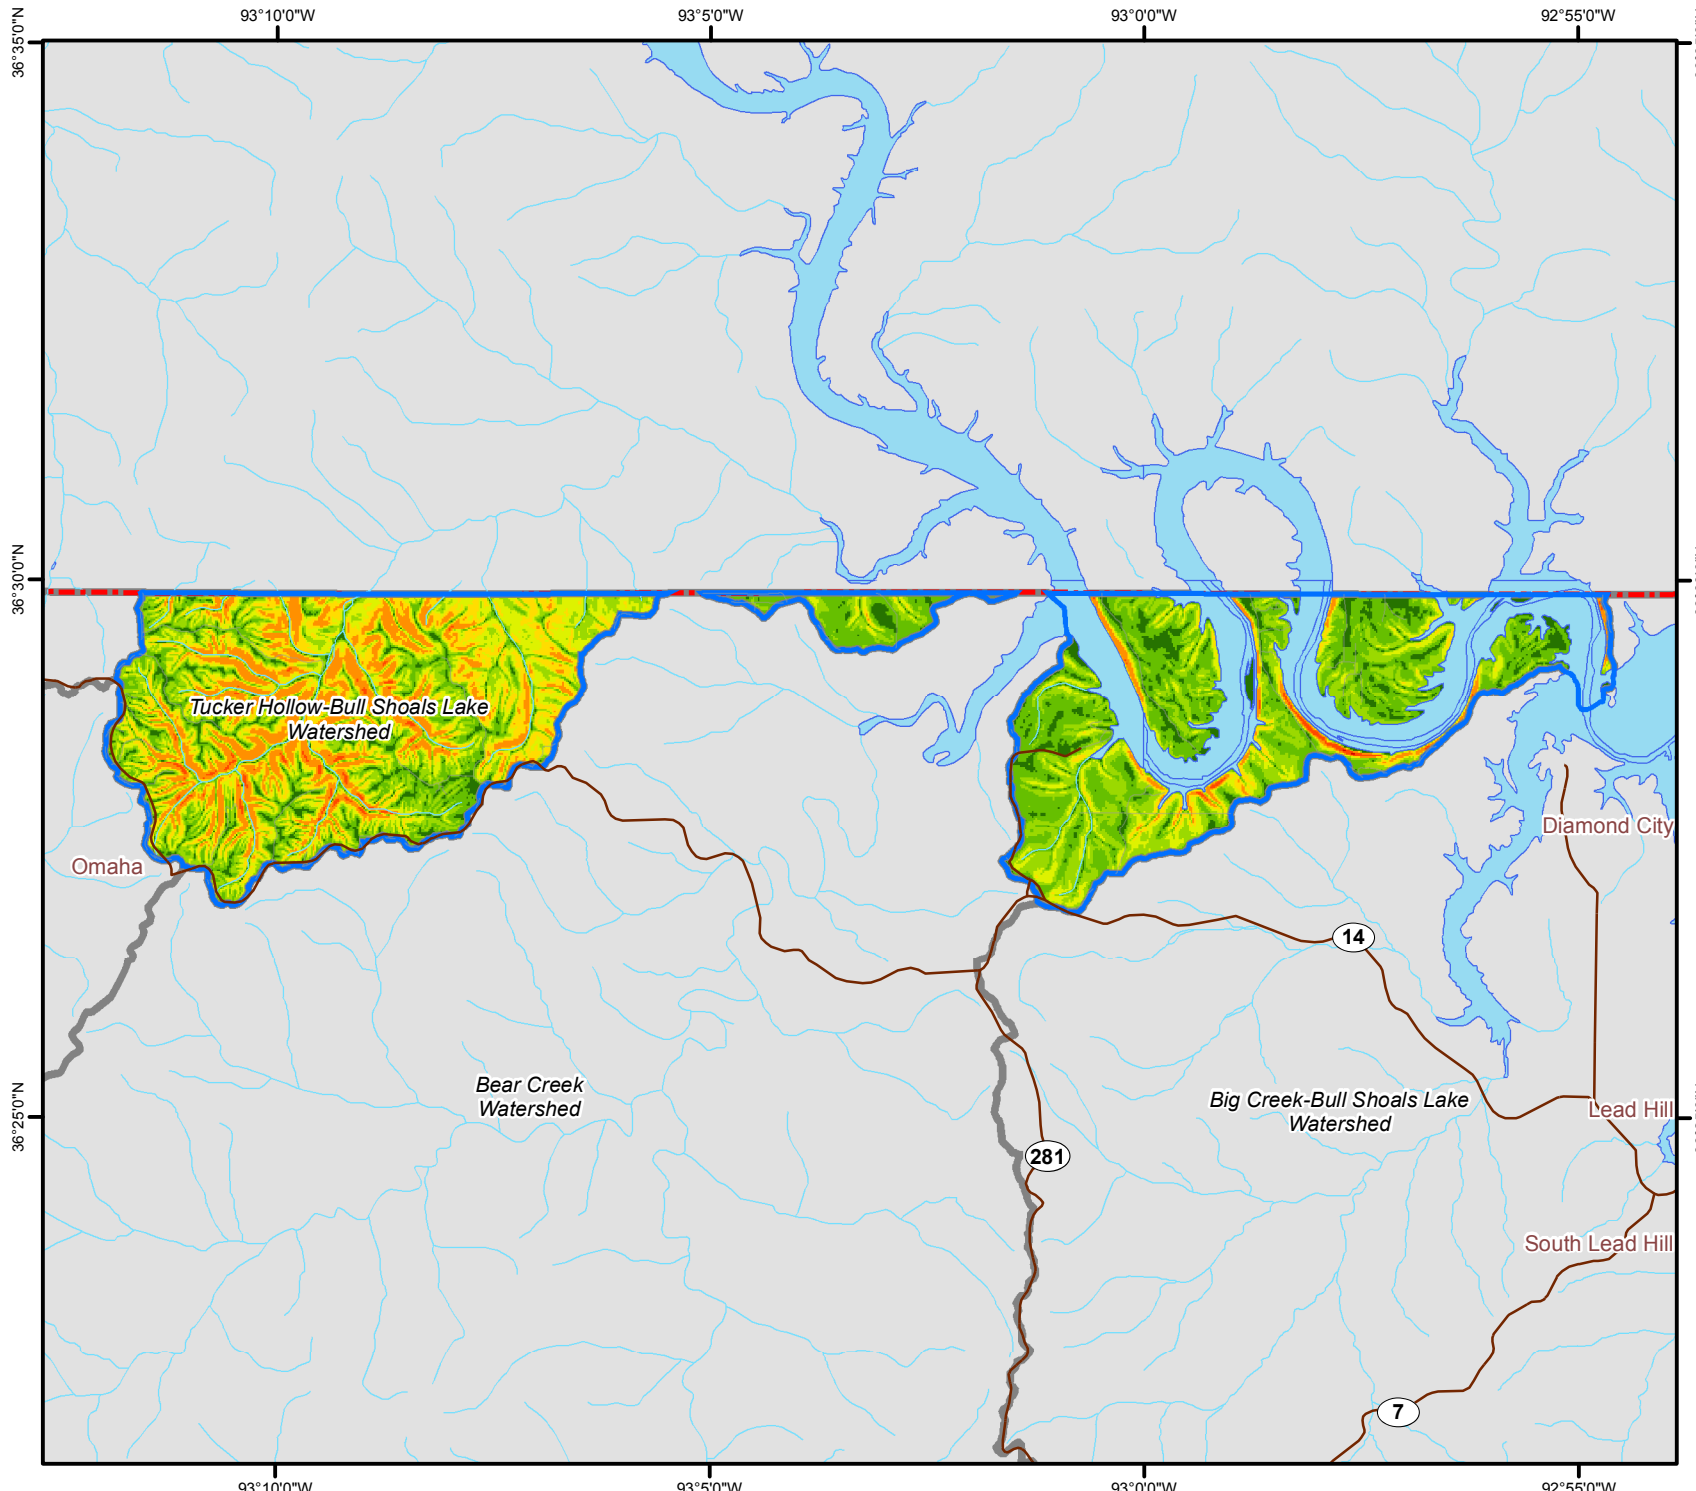 93°10'0"W
93°5'0"W
93°0'0"W
92°55'0"W
36°35'0"N
36°30'0"N
Tucker Hollow-Bull Shoals Lake
Watershed
Diamond City
Omaha
14
Bear Creek
Watershed
Big Creek-Bull Shoals Lake
Watershed
Lead Hill
36°25'0"N
281
South Lead Hill
7
93°10'0"W
93°5'0"W
93°0'0"W
92°55'0"W